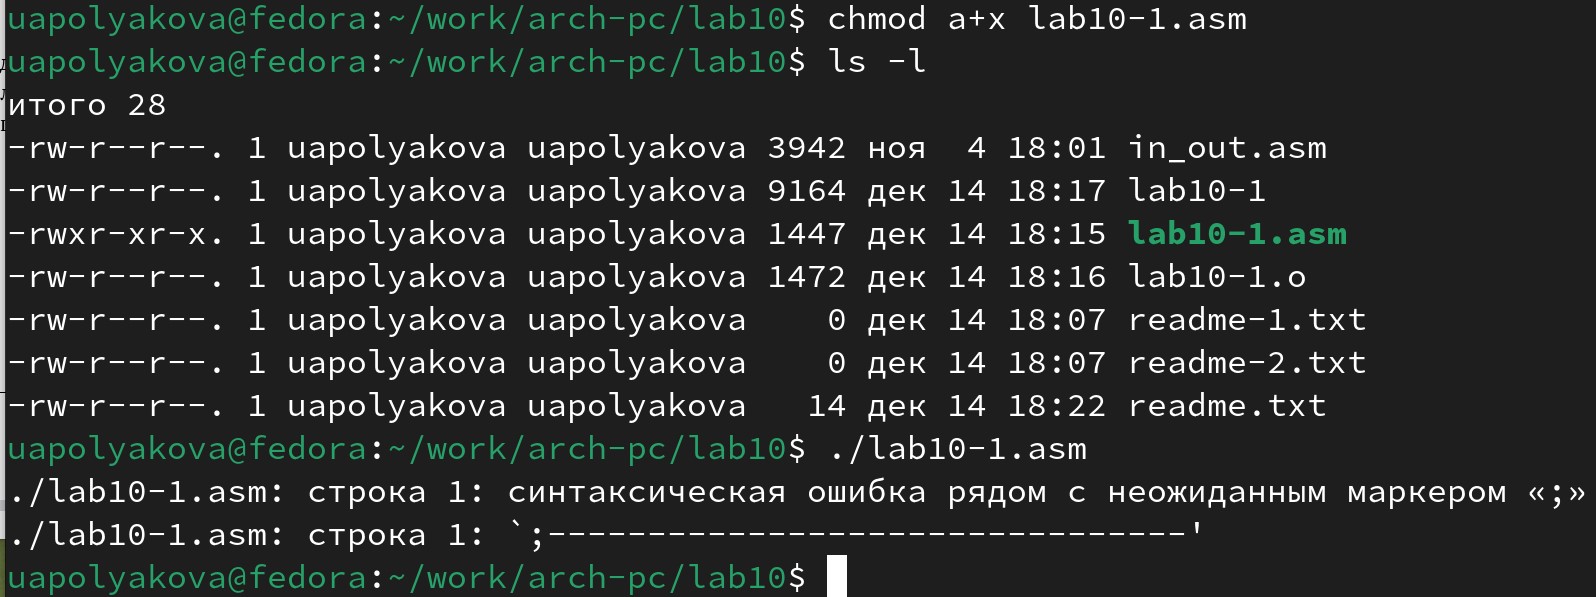 uapolyakova@fedora:~/work/arch-pc/lab10$ chmod a+x lab10-1.asm
uapolyakova@fedora:~/work/arch-pc/lab10$ ls -l
итого 28
-rw-r--r--. 1 uapolyakova uapolyakova 3942 ноя  4 18:01 in_out.asm
-rw-r--r--. 1 uapolyakova uapolyakova 9164 дек 14 18:17 lab10-1
-rwxr-xr-x. 1 uapolyakova uapolyakova 1447 дек 14 18:15 lab10-1.asm
-rw-r--r--. 1 uapolyakova uapolyakova 1472 дек 14 18:16 lab10-1.o
-rw-r--r--. 1 uapolyakova uapolyakova    0 дек 14 18:07 readme-1.txt
-rw-r--r--. 1 uapolyakova uapolyakova    0 дек 14 18:07 readme-2.txt
-rw-r--r--. 1 uapolyakova uapolyakova   14 дек 14 18:22 readme.txt
uapolyakova@fedora:~/work/arch-pc/lab10$ ./lab10-1.asm
./lab10-1.asm: строка 1: синтаксическая ошибка рядом с неожиданным маркером «;»
./lab10-1.asm: строка 1: `;--------------------------------'
uapolyakova@fedora:~/work/arch-pc/lab10$